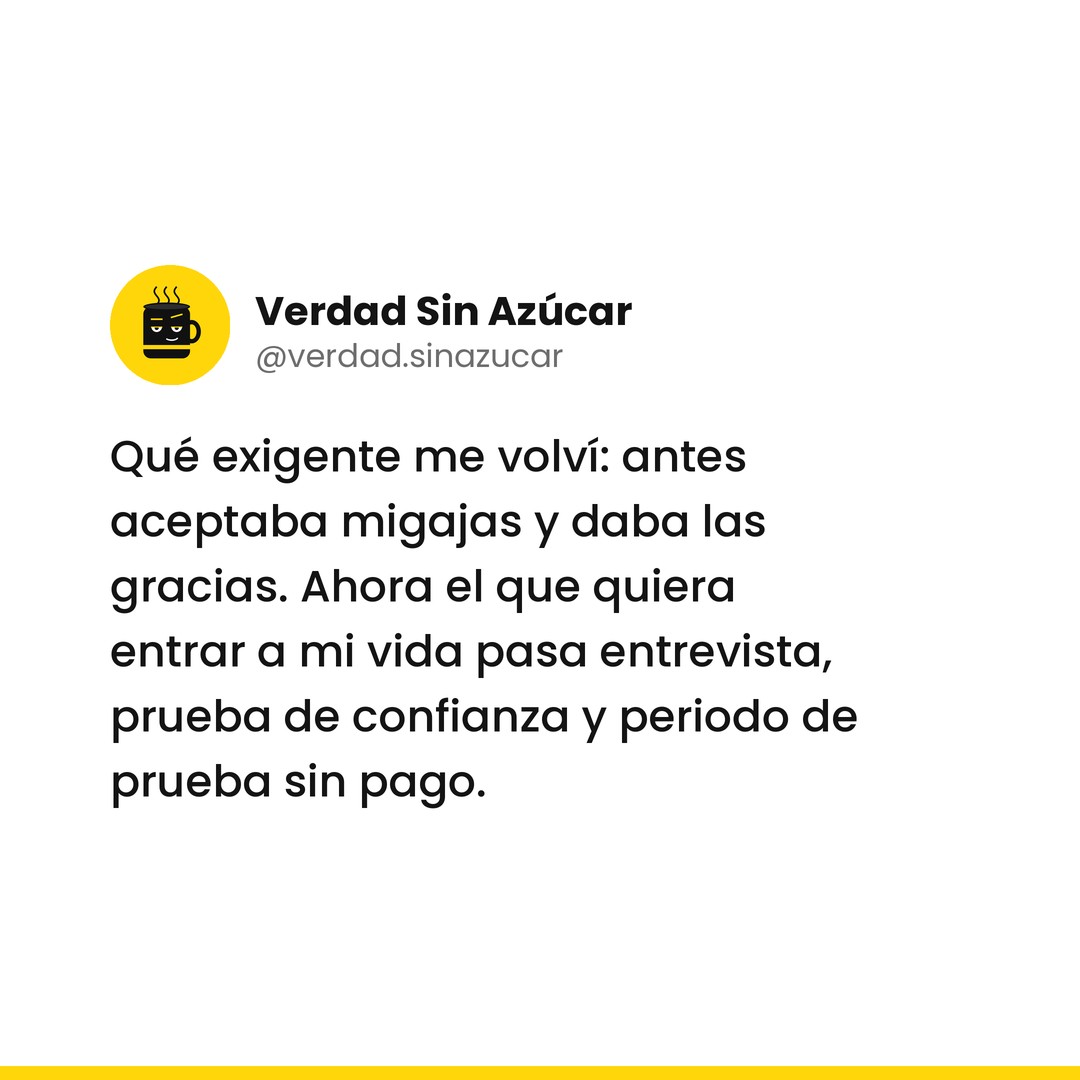 Verdad Sin Azúcar
@verdad.sinazucar
Qué exigente me volví: antes
aceptaba migajas y daba las
gracias. Ahora el que quiera
entrar a mi vida pasa entrevista,
prueba de confianza y periodo de
prueba sin pago.